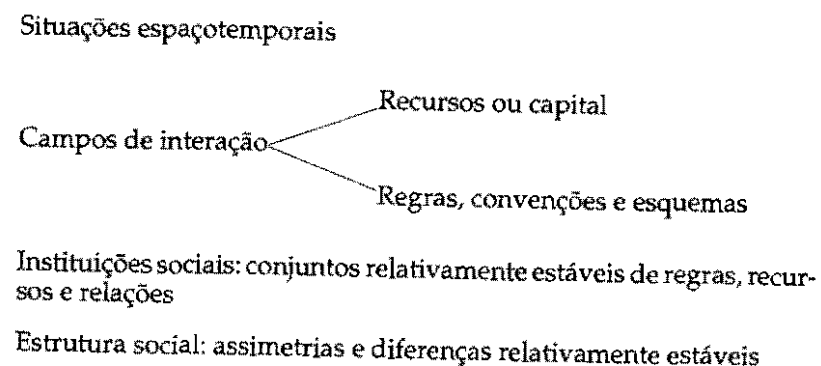 Situações espaçotemporais
Recursos ou capital
Campos de interação
Regras, convenções e esquemas
Instituições sociais: conjuntos relativamente estáveis de regras, recur-
sos e relações
Estrutura social: assimetrias e diferenças relativamente estáveis